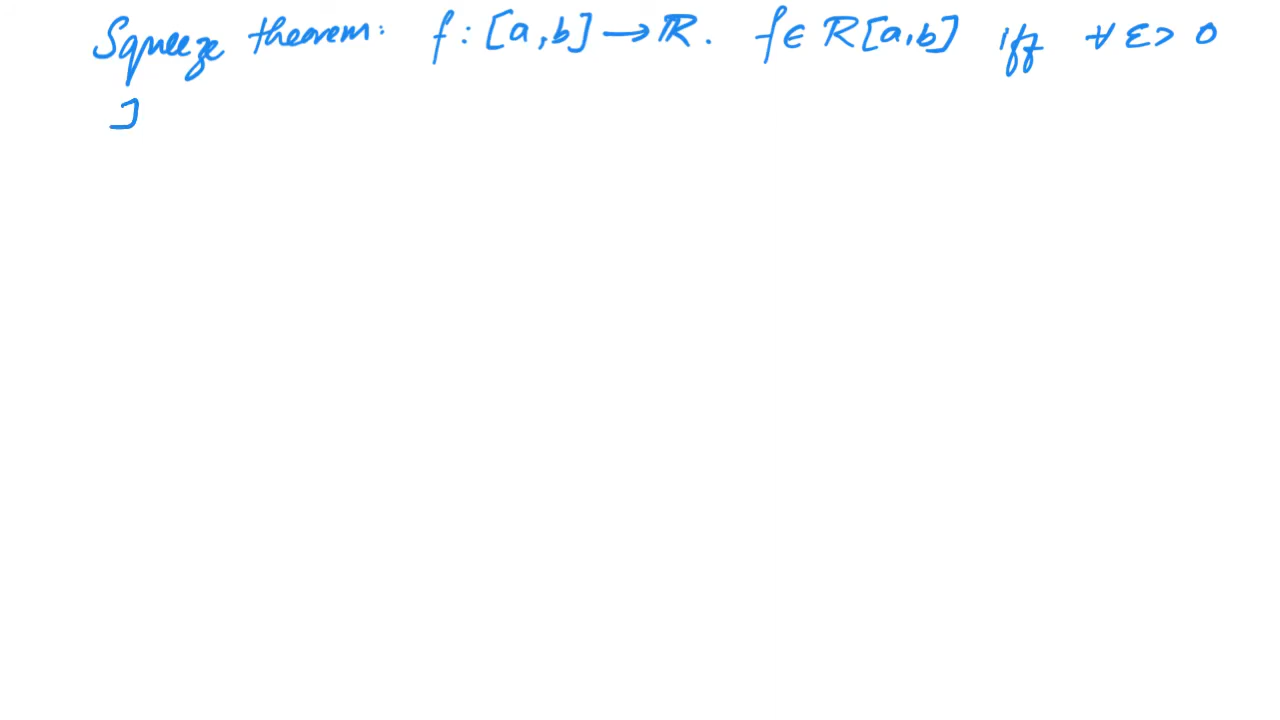 Squeeze theorem: f : [a,b] → ℝ. f ∈ R[a,b] iff ∀ ε > 0
∃